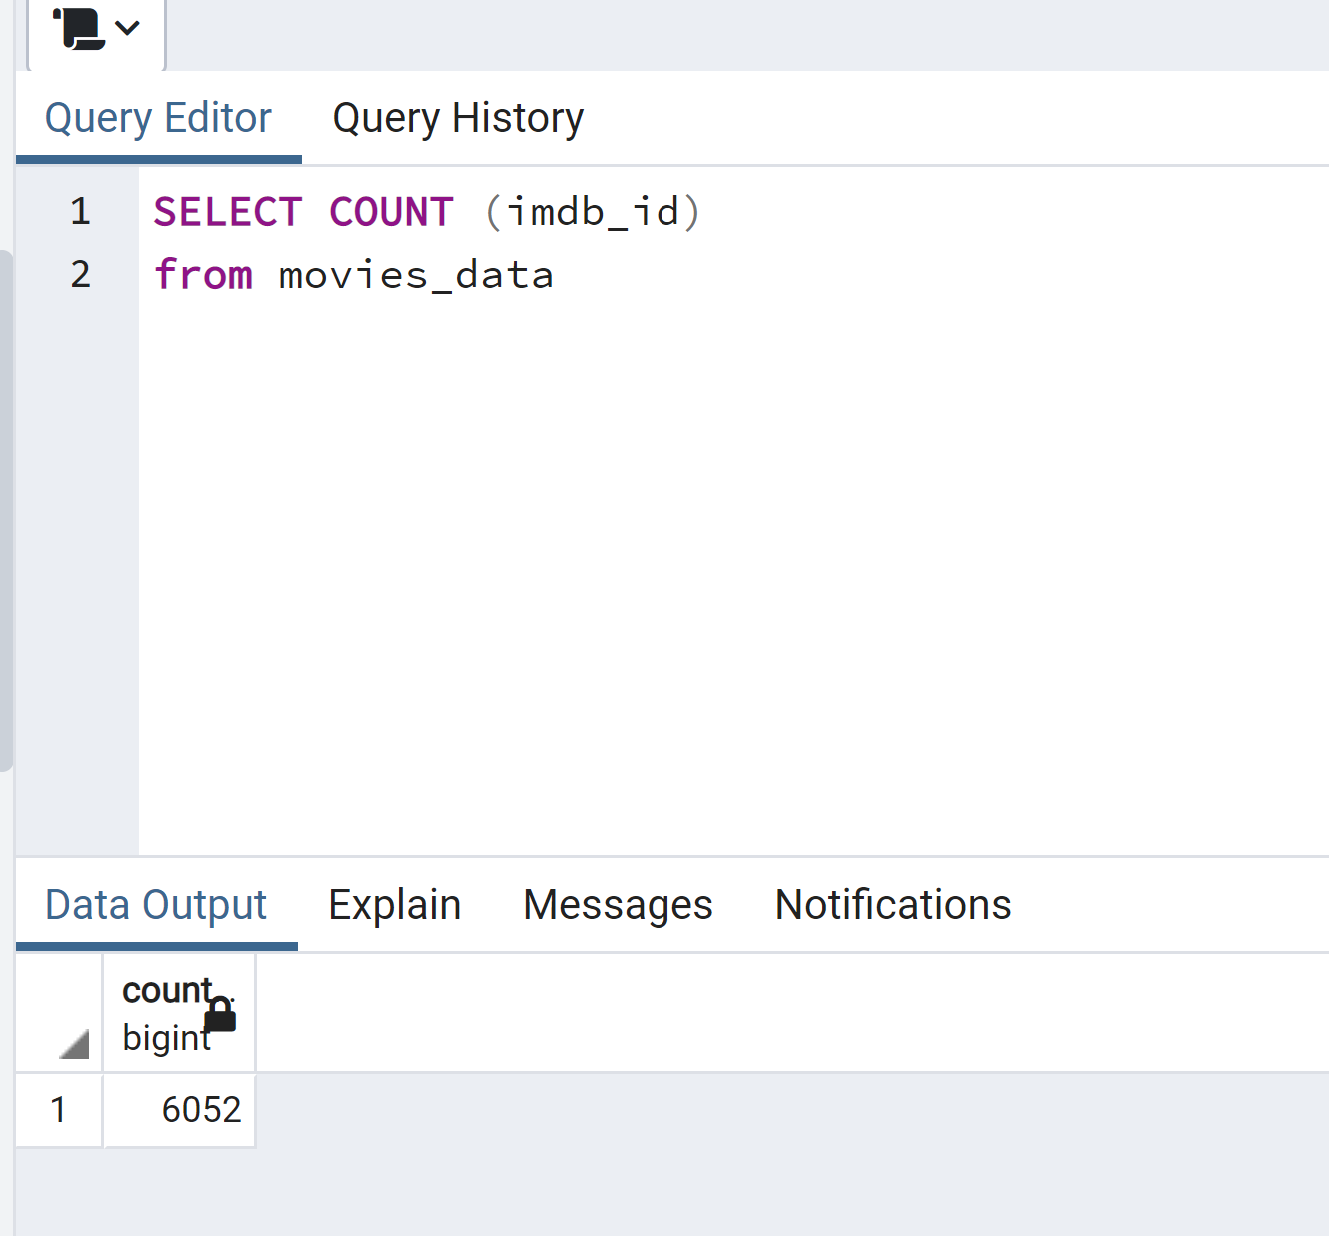 Query Editor Query History
1 SELECT COUNT (imdb_id)
2 from movies_data
Data Output Explain Messages Notifications
count
bigint
1 6052